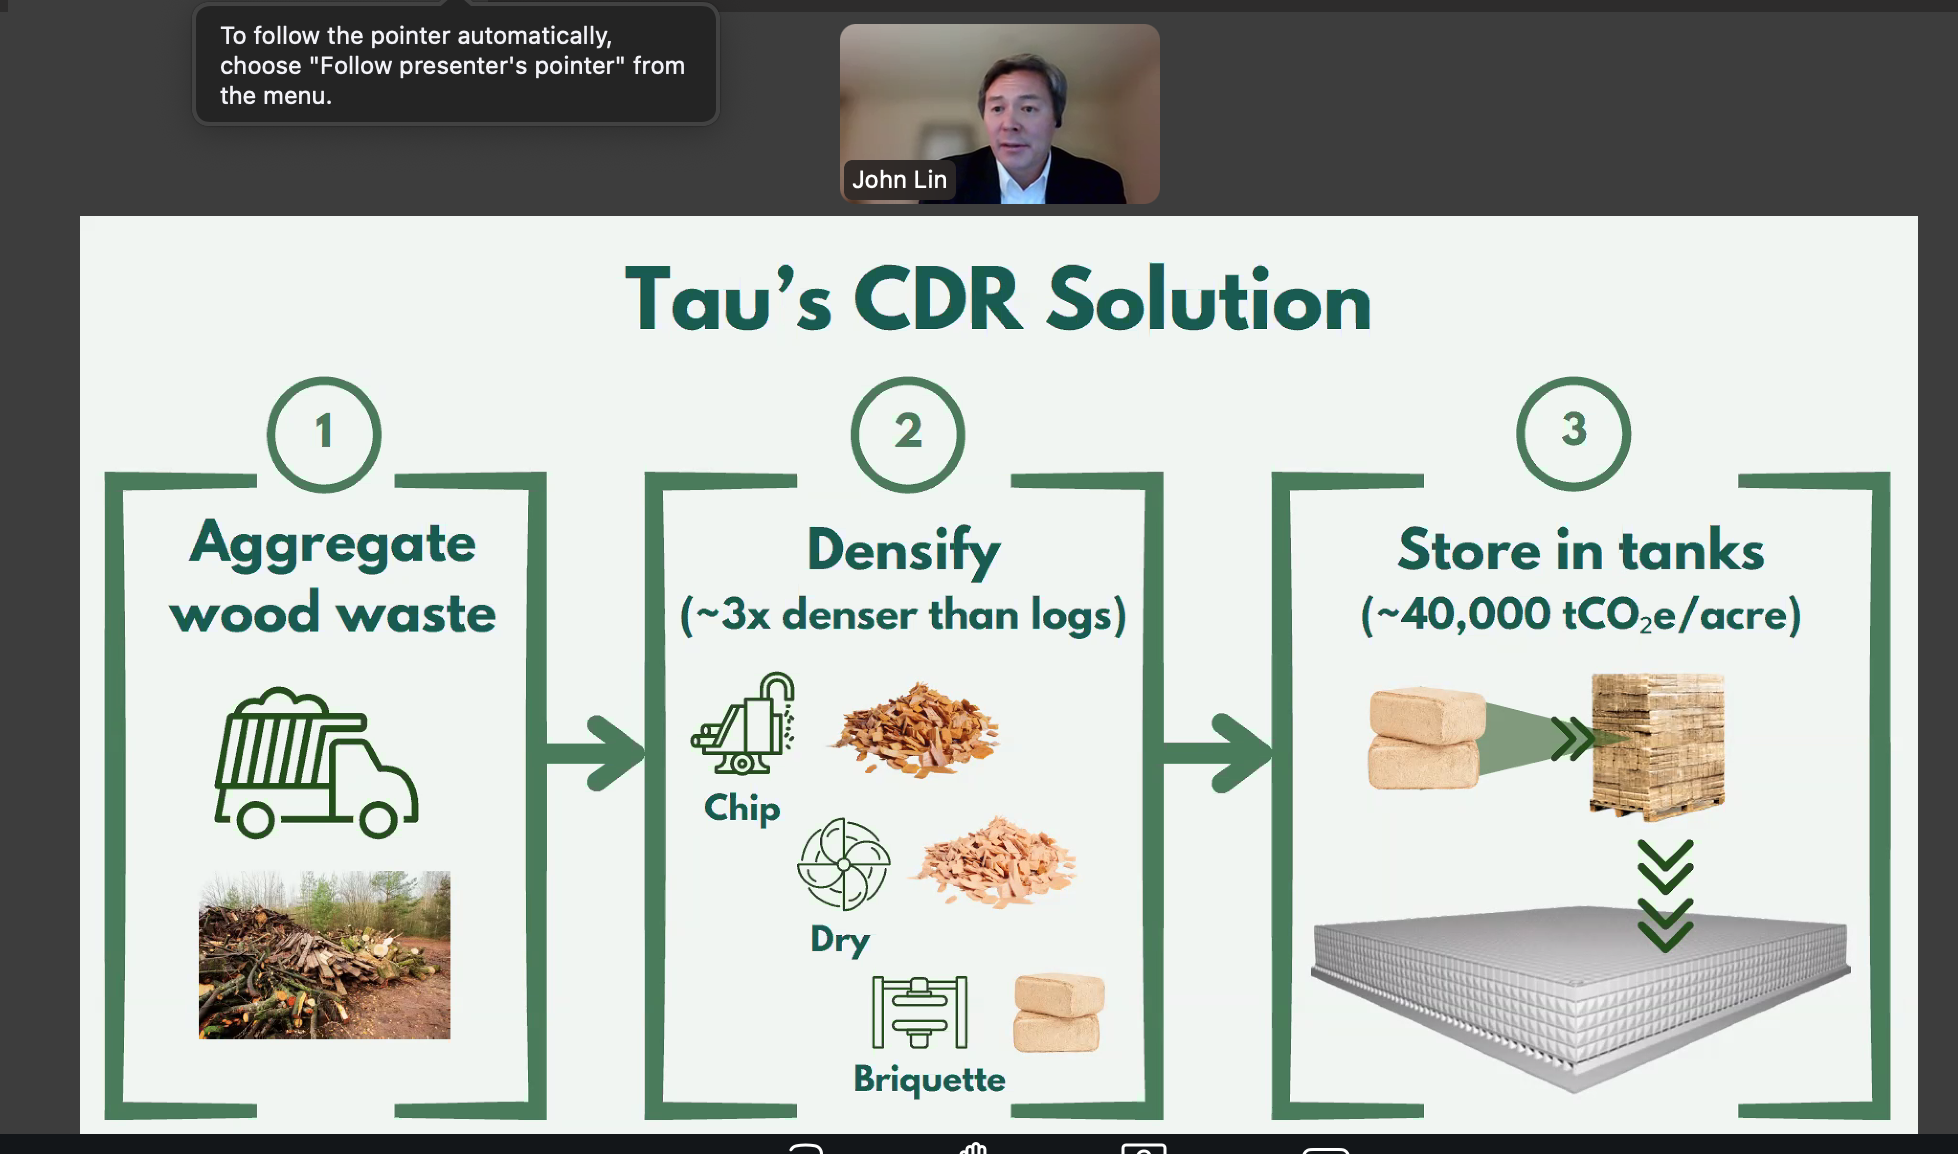 To follow the pointer automatically,
choose "Follow presenter's pointer" from
the menu.
John Lin
Tau’s CDR Solution
1
Aggregate
wood waste
2
Densify
(~3x denser than logs)
Chip
Dry
Briquette
3
Store in tanks
(~40,000 tCO₂e/acre)